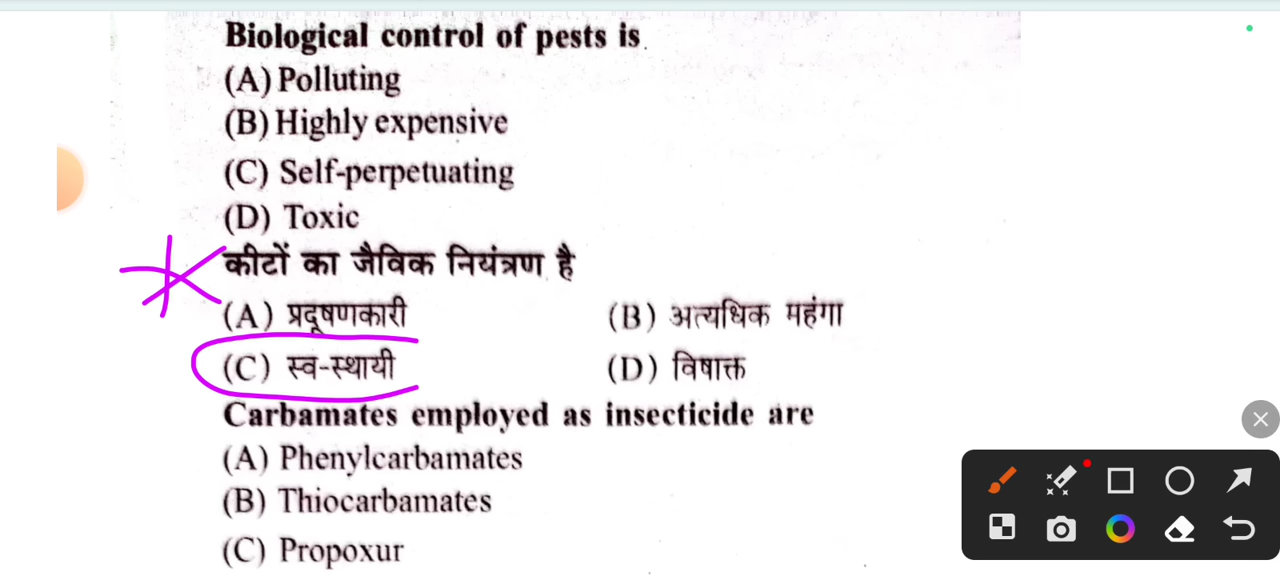 Biological control of pests is
(A) Polluting
(B) Highly expensive
(C) Self-perpetuating
(D) Toxic
कीटों का जैविक नियंत्रण है
(A) प्रदूषणकारी (B) अत्यधिक महंगा
(C) स्व-स्थायी (D) विषाक्त
Carbamates employed as insecticide are
(A) Phenylcarbamates
(B) Thiocarbamates
(C) Propoxur